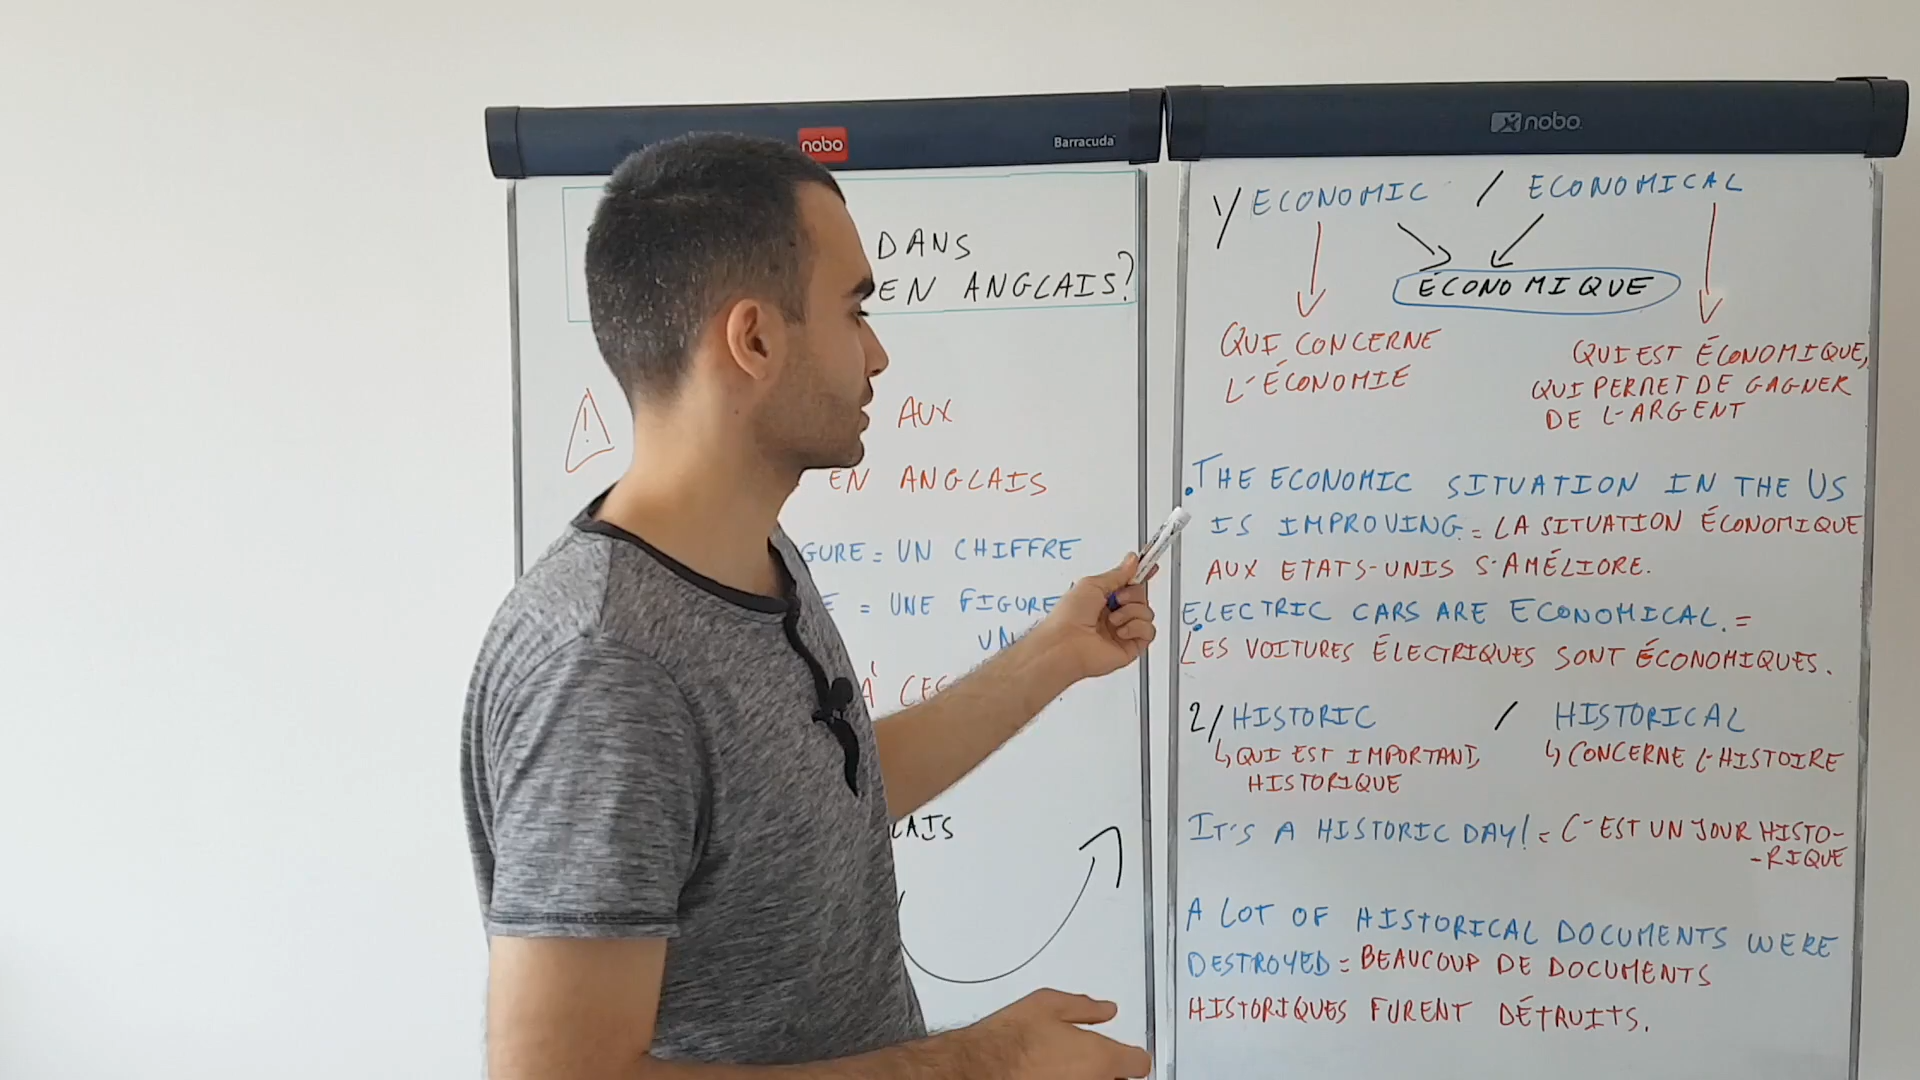 nobo
Barracuda
DANS
EN ANGLAIS?
AUX
EN ANGLAIS
GURE = UN CHIFFRE
E = UNE FIGURE
UN
À CES
LAIS
nobo
1/ ECONOMIC / ECONOMICAL
ÉCONOMIQUE
QUI CONCERNE
L'ÉCONOMIE
QUI EST ÉCONOMIQUE,
QUI PERMET DE GAGNER
DE L'ARGENT
. THE ECONOMIC SITUATION IN THE US
IS IMPROVING. = LA SITUATION ÉCONOMIQUE
AUX ETATS-UNIS S'AMÉLIORE.
. ELECTRIC CARS ARE ECONOMICAL. =
LES VOITURES ÉLECTRIQUES SONT ÉCONOMIQUES.
2/ HISTORIC / HISTORICAL
↳ QUI EST IMPORTANT,
HISTORIQUE
↳ CONCERNE L'HISTOIRE
IT'S A HISTORIC DAY! = C'EST UN JOUR HISTO-
-RIQUE
A LOT OF HISTORICAL DOCUMENTS WERE
DESTROYED = BEAUCOUP DE DOCUMENTS
HISTORIQUES FURENT DÉTRUITS.